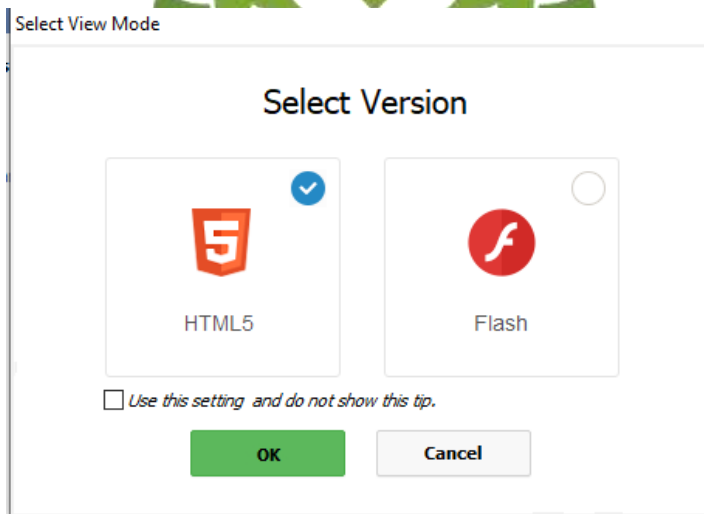 Select View Mode
Select Version
HTML5
Flash
Use this setting and do not show this tip.
OK
Cancel